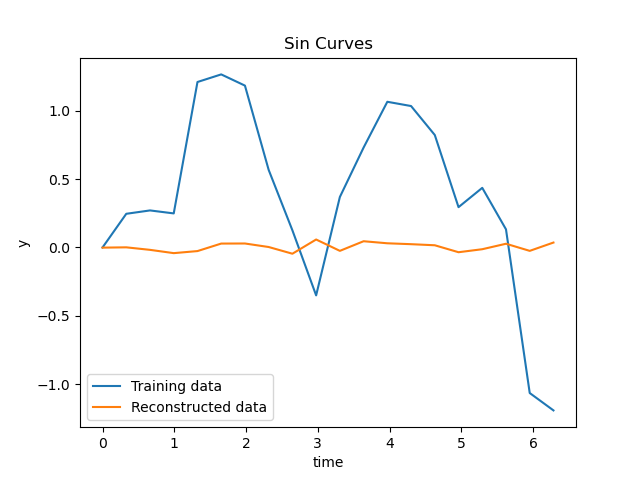 Sin Curves
1.0
0.5
0.0
−0.5
−1.0
y
Training data
Reconstructed data
0 1 2 3 4 5 6
time